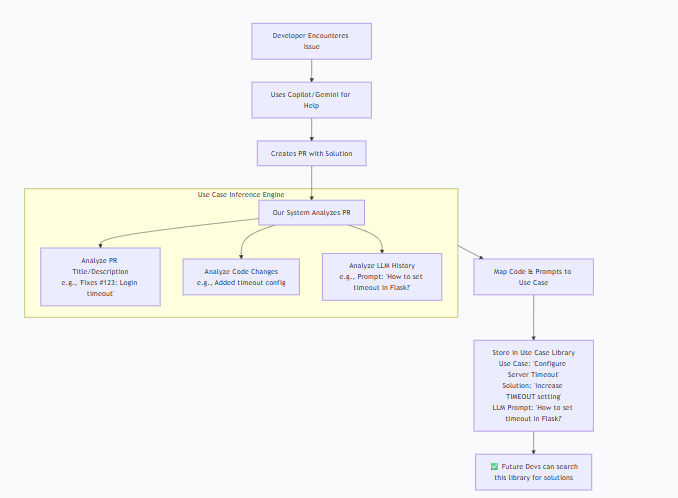 Developer Encounteres
Issue
Uses Copilot/Gemini for
Help
Creates PR with Solution
Use Case Inference Engine
Our System Analyzes PR
Analyze PR
Title/Description
e.g., 'Fixes #123: Login
timeout'
Analyze Code Changes
e.g., Added timeout config
Analyze LLM History
e.g., Prompt: 'How to set
timeout in Flask?'
Map Code & Prompts to
Use Case
Store in Use Case Library
Use Case: 'Configure
Server Timeout'
Solution: 'Increase
TIMEOUT setting'
LLM Prompt: 'How to set
timeout in Flask?'
✅ Future Devs can search
this library for solutions